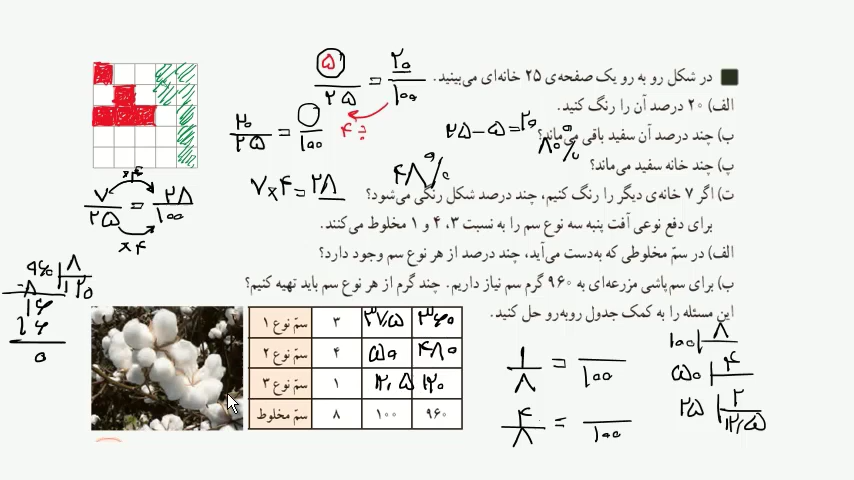 در شکل رو به رو یک صفحه‌ی ۲۵ خانه‌ای می‌بینید.
الف) ۲۰ درصد آن را رنگ کنید.
ب) چند درصد آن سفید باقی می‌ماند؟
پ) چند خانه سفید می‌ماند؟
ت) اگر ۷ خانه‌ی دیگر را رنگ کنیم، چند درصد شکل رنگی می‌شود؟
برای دفع نوعی آفت پنبه سه نوع سم را به نسبت ۳، ۴ و ۱ مخلوط می‌کنند.
الف) در سمّ مخلوطی که به‌دست می‌آید، چند درصد از هر نوع سم وجود دارد؟
ب) برای سم‌پاشی مزرعه‌ای به ۹۶۰ گرم سم نیاز داریم. چند گرم از هر نوع سم باید تهیه کنیم؟
این مسئله را به کمک جدول روبه‌رو حل کنید.
سمّ نوع ۱ ۳ ۳۷٫۵ ۳۶۰
سمّ نوع ۲ ۴ ۵۰ ۴۸۰
سمّ نوع ۳ ۱ ۱۲٫۵ ۱۲۰
سمّ مخلوط ۸ ۱۰۰ ۹۶۰
۵/۲۵ = ۲۰/۱۰۰
۴ ÷
۲۰/۲۵ = /۱۰۰
۲۵ - ۵ = ۲۰
۸۰%
۴۸%
۷ × ۴ = ۲۸
×۴
۷/۲۵ = ۲۸/۱۰۰
×۴
۹۶۰ ۸
۸ ۱۲۰
۱۶
۱۶
۰
۱/۸ = /۱۰۰
۴/۸ = /۱۰۰
۱۰۰ ۸
۵۰ ۴
۲۵ ۲
۱۲٫۵